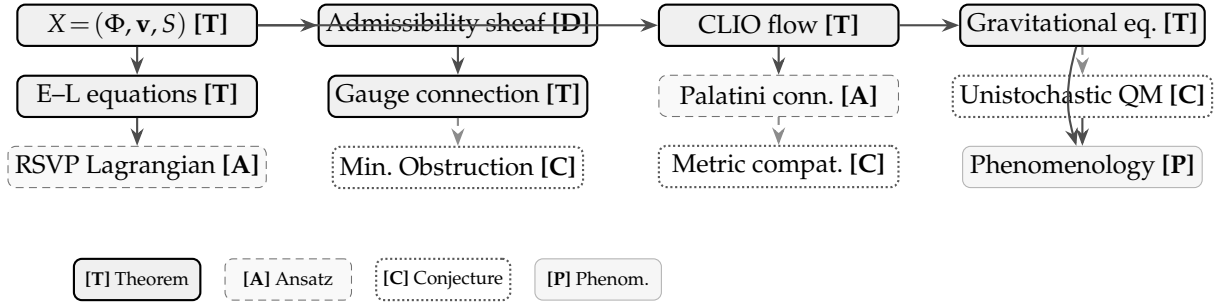 X = (Φ, v, S) [T]
Admissibility sheaf [D]
CLIO flow [T]
Gravitational eq. [T]
E–L equations [T]
Gauge connection [T]
Palatini conn. [A]
Unistochastic QM [C]
RSVP Lagrangian [A]
Min. Obstruction [C]
Metric compat. [C]
Phenomenology [P]
[T] Theorem
[A] Ansatz
[C] Conjecture
[P] Phenom.